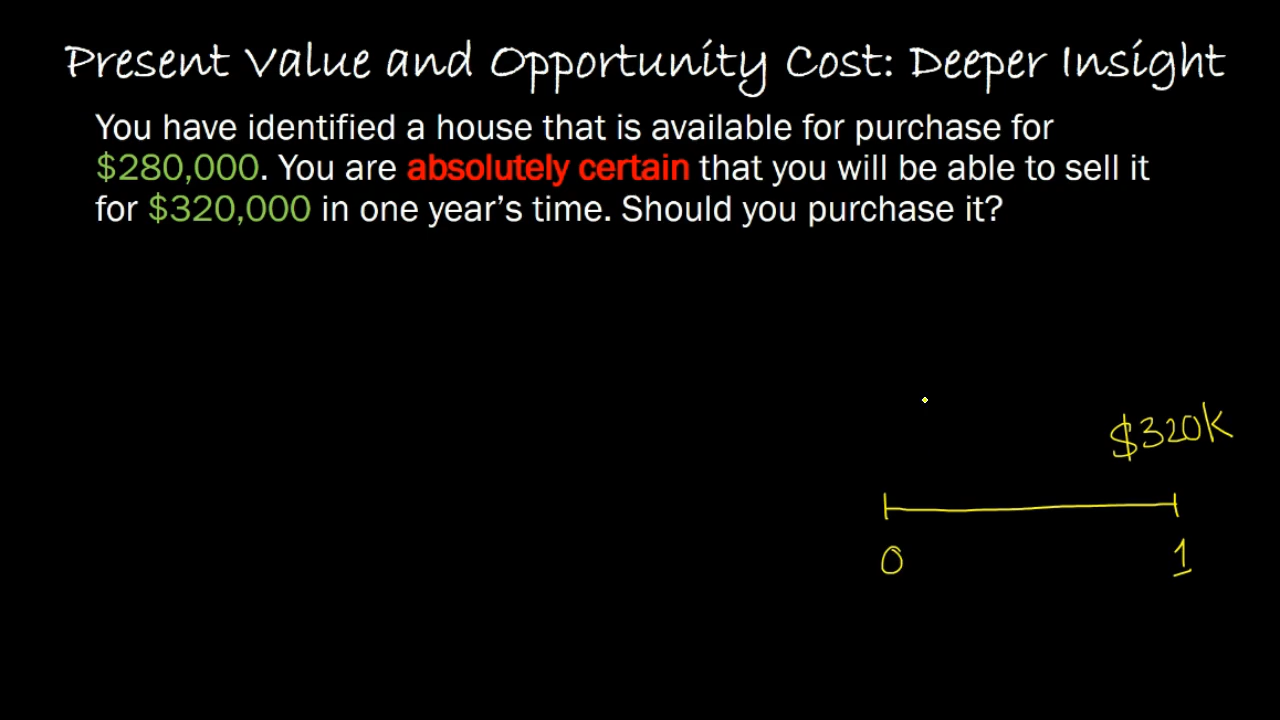 Present Value and Opportunity Cost: Deeper Insight
You have identified a house that is available for purchase for
$280,000. You are absolutely certain that you will be able to sell it
for $320,000 in one year’s time. Should you purchase it?
$320K
0 1